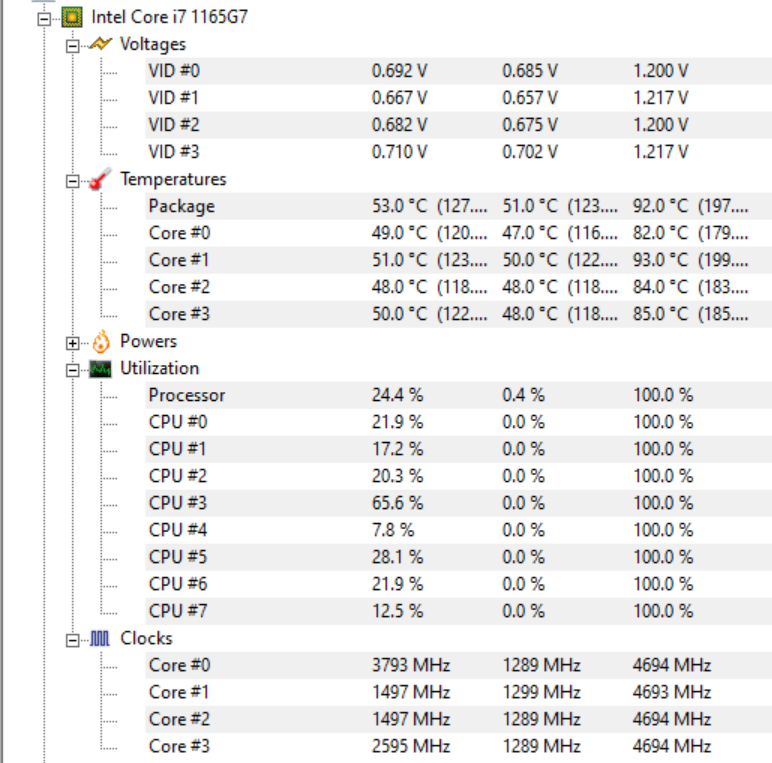 Intel Core i7 1165G7
Voltages
VID #0 0.692 V 0.685 V 1.200 V
VID #1 0.667 V 0.657 V 1.217 V
VID #2 0.682 V 0.675 V 1.200 V
VID #3 0.710 V 0.702 V 1.217 V
Temperatures
Package 53.0 °C (127.... 51.0 °C (123.... 92.0 °C (197....
Core #0 49.0 °C (120.... 47.0 °C (116.... 82.0 °C (179....
Core #1 51.0 °C (123.... 50.0 °C (122.... 93.0 °C (199....
Core #2 48.0 °C (118.... 48.0 °C (118.... 84.0 °C (183....
Core #3 50.0 °C (122.... 48.0 °C (118.... 85.0 °C (185....
Powers
Utilization
Processor 24.4 % 0.4 % 100.0 %
CPU #0 21.9 % 0.0 % 100.0 %
CPU #1 17.2 % 0.0 % 100.0 %
CPU #2 20.3 % 0.0 % 100.0 %
CPU #3 65.6 % 0.0 % 100.0 %
CPU #4 7.8 % 0.0 % 100.0 %
CPU #5 28.1 % 0.0 % 100.0 %
CPU #6 21.9 % 0.0 % 100.0 %
CPU #7 12.5 % 0.0 % 100.0 %
Clocks
Core #0 3793 MHz 1289 MHz 4694 MHz
Core #1 1497 MHz 1299 MHz 4693 MHz
Core #2 1497 MHz 1289 MHz 4694 MHz
Core #3 2595 MHz 1289 MHz 4694 MHz